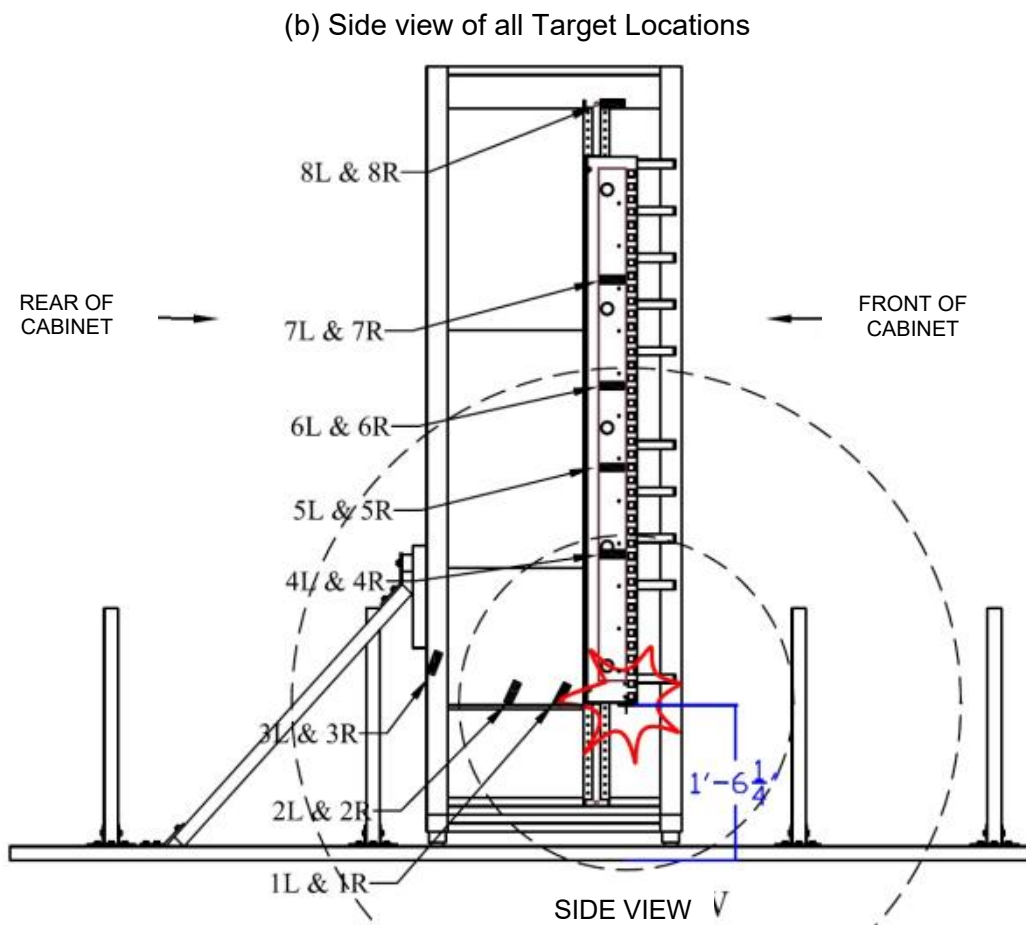 (b) Side view of all Target Locations
8L & 8R
REAR OF
CABINET
FRONT OF
CABINET
7L & 7R
6L & 6R
5L & 5R
4L & 4R
3L & 3R
2L & 2R
1'-6 1/4"
1L & 1R
SIDE VIEW V